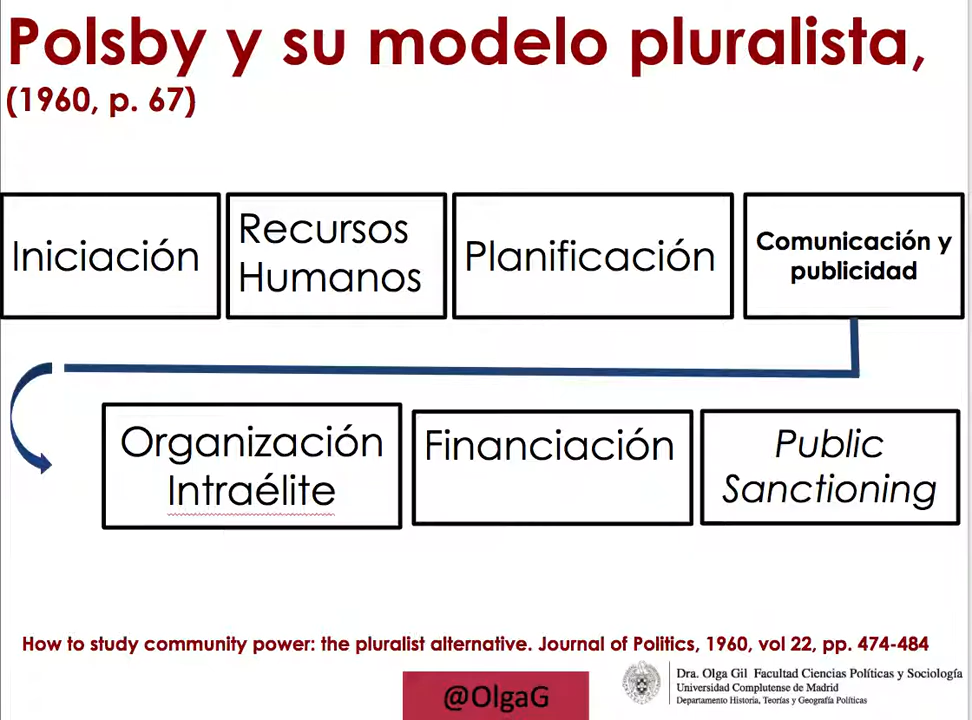 Polsby y su modelo pluralista,
(1960, p. 67)
Iniciación
Recursos
Humanos
Planificación
Comunicación y
publicidad
Organización
Intraélite
Financiación
Public
Sanctioning
How to study community power: the pluralist alternative. Journal of Politics, 1960, vol 22, pp. 474-484
@OlgaG
Dra. Olga Gil Facultad Ciencias Políticas y Sociología
Universidad Complutense de Madrid
Departamento Historia, Teorías y Geografía Políticas